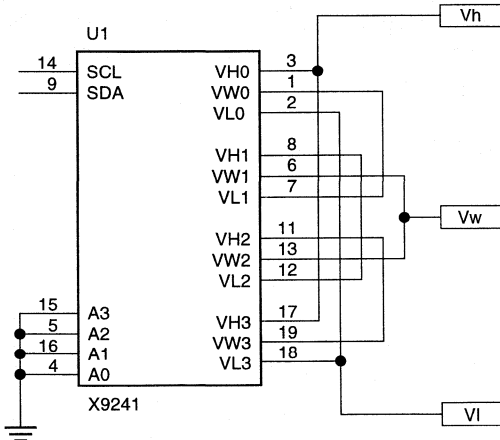 Vh
U1
14 SCL VH0 3
9 SDA VW0 1
VL0 2
VH1 8
VW1 6
VL1 7
Vw
VH2 11
VW2 13
VL2 12
15 A3 VH3 17
5 A2 VW3 19
16 A1 VL3 18
4 A0
X9241
Vl